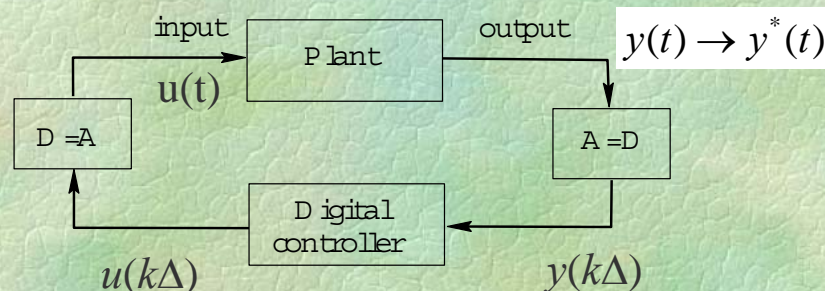 input
Plant
output
y(t) → y*(t)
u(t)
D=A
A=D
Digital
controller
u(kΔ)
y(kΔ)